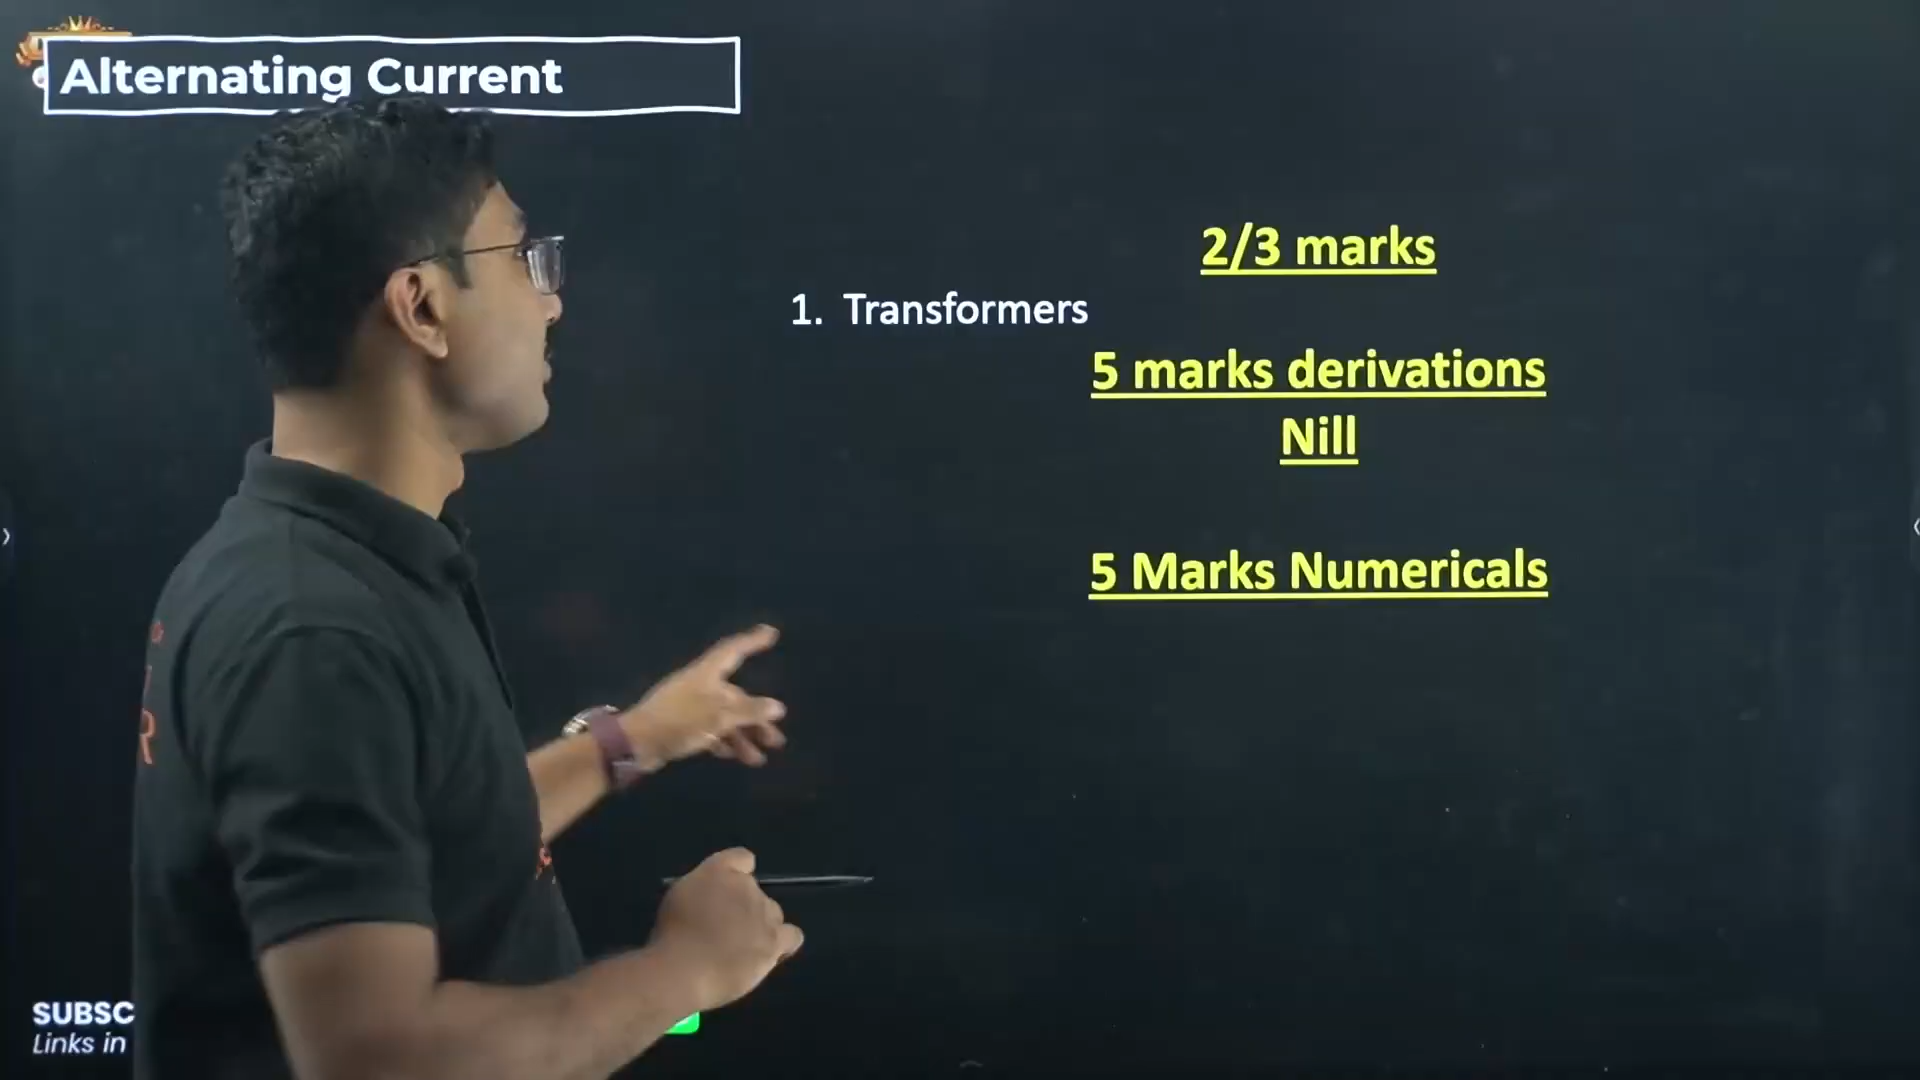 Alternating Current
2/3 marks
1. Transformers
5 marks derivations
Nill
5 Marks Numericals
SUBSC
Links in
R